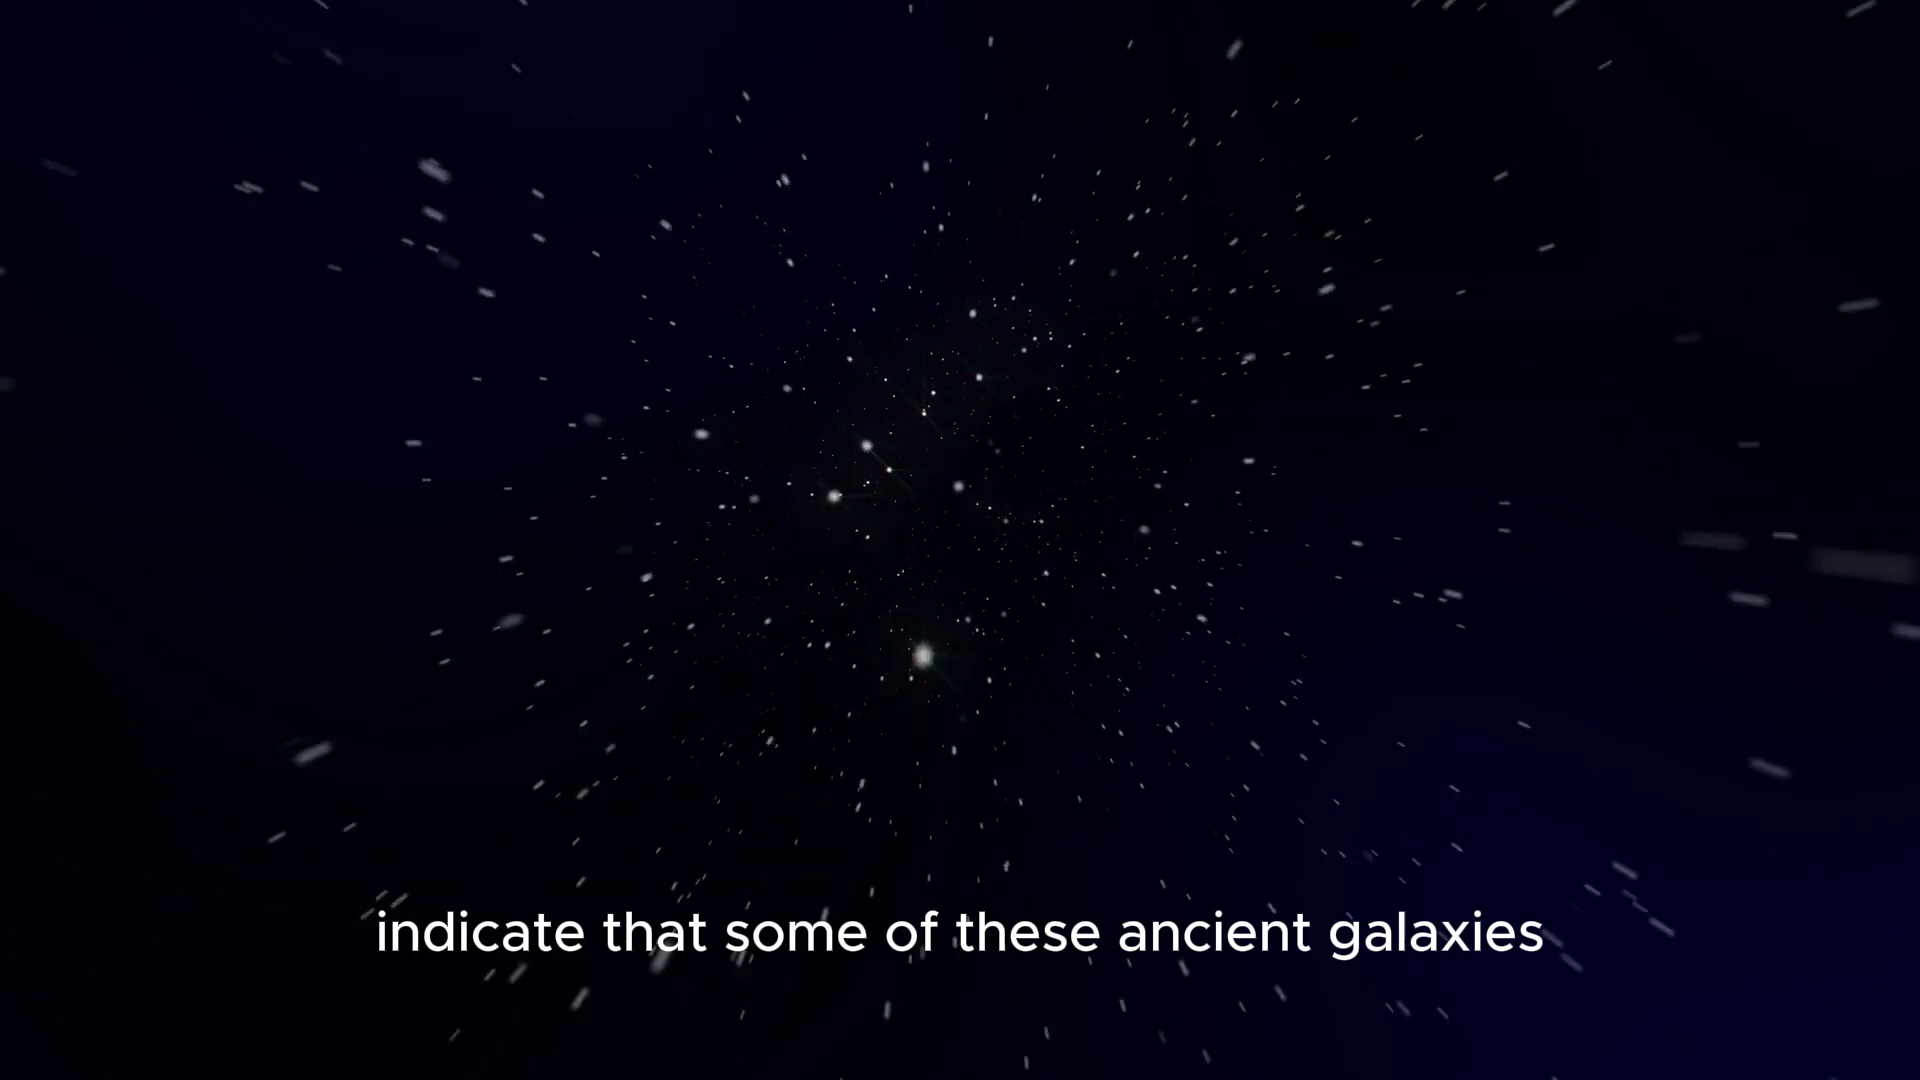 indicate that some of these ancient galaxies